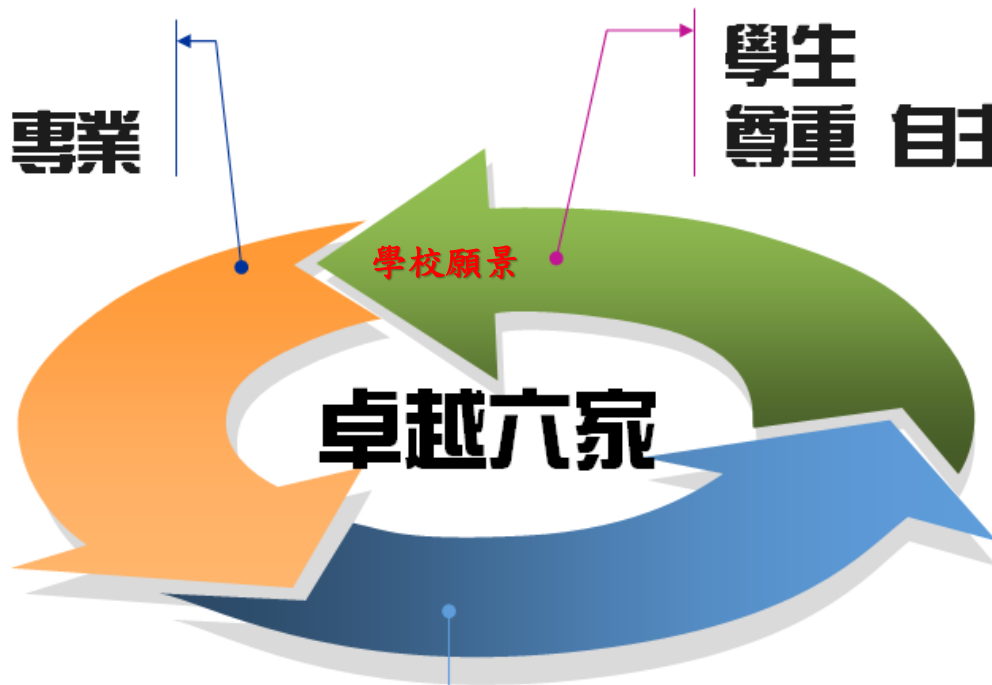 學生
專業
尊重 自主
學校願景
卓越六家